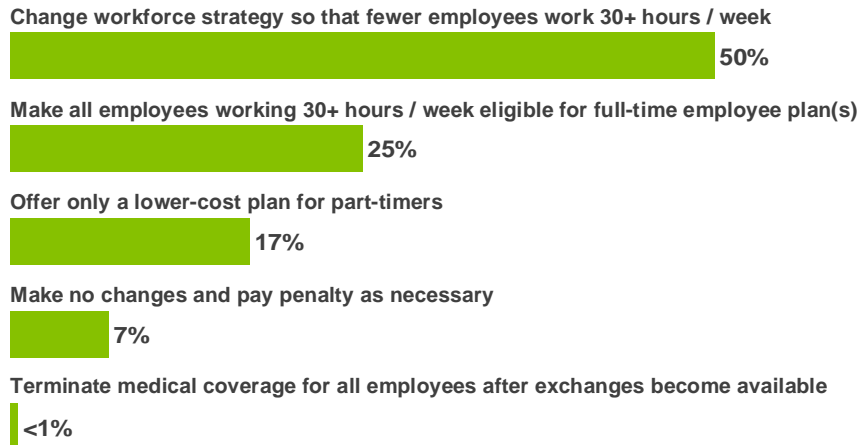 Change workforce strategy so that fewer employees work 30+ hours / week
50%
Make all employees working 30+ hours / week eligible for full-time employee plan(s)
25%
Offer only a lower-cost plan for part-timers
17%
Make no changes and pay penalty as necessary
7%
Terminate medical coverage for all employees after exchanges become available
<1%